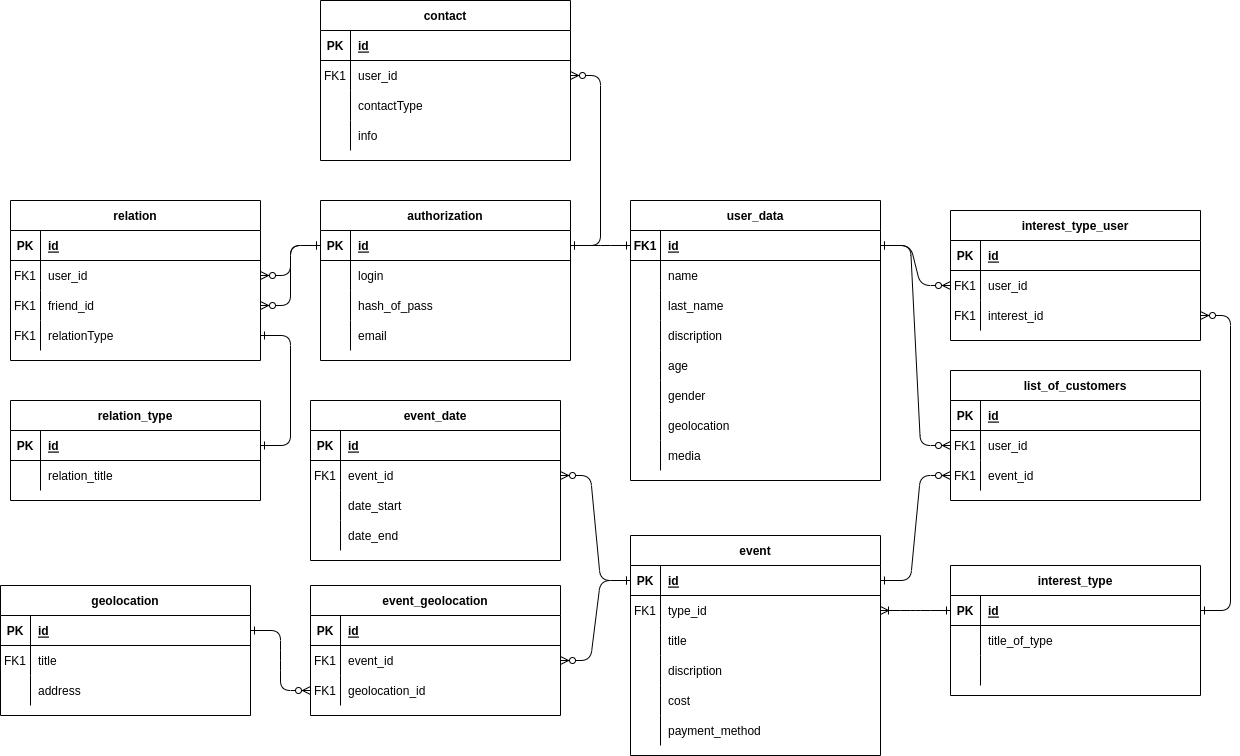 contact
PK id
FK1 user_id
contactType
info
relation
PK id
FK1 user_id
FK1 friend_id
FK1 relationType
authorization
PK id
login
hash_of_pass
email
user_data
FK1 id
name
last_name
discription
age
gender
geolocation
media
interest_type_user
PK id
FK1 user_id
FK1 interest_id
list_of_customers
PK id
FK1 user_id
FK1 event_id
relation_type
PK id
relation_title
event_date
PK id
FK1 event_id
date_start
date_end
geolocation
PK id
FK1 title
address
event_geolocation
PK id
FK1 event_id
FK1 geolocation_id
event
PK id
FK1 type_id
title
discription
cost
payment_method
interest_type
PK id
title_of_type